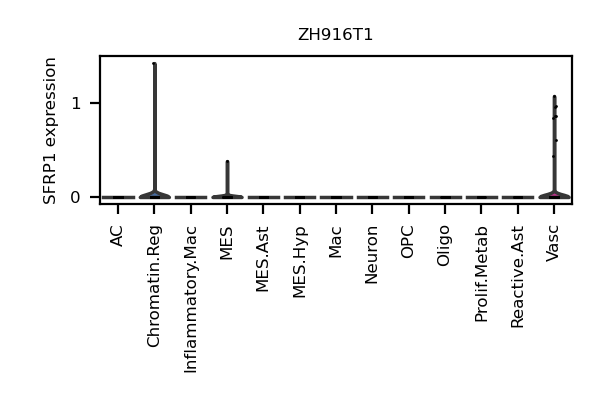 ZH916T1
SFRP1 expression
1
0
AC
Chromatin.Reg
Inflammatory.Mac
MES
MES.Ast
MES.Hyp
Mac
Neuron
OPC
Oligo
Prolif.Metab
Reactive.Ast
Vasc